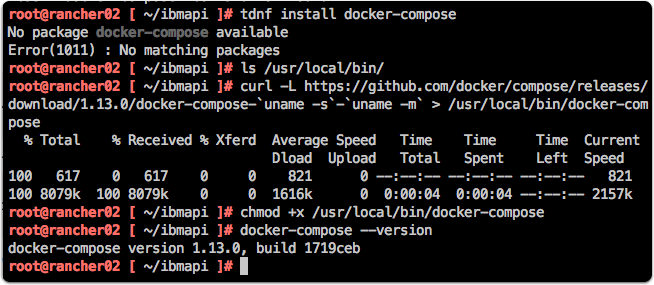 root@rancher02 [ ~/ibmapi ]# tdnf install docker-compose
No package docker-compose available
Error(1011) : No matching packages
root@rancher02 [ ~/ibmapi ]# ls /usr/local/bin/
root@rancher02 [ ~/ibmapi ]# curl -L https://github.com/docker/compose/releases/
download/1.13.0/docker-compose-`uname -s`-`uname -m` > /usr/local/bin/docker-com
pose
  % Total    % Received % Xferd  Average Speed   Time    Time     Time  Current
                                 Dload  Upload   Total   Spent    Left  Speed
100   617    0   617    0     0    821      0 --:--:-- --:--:-- --:--:--   821
100 8079k  100 8079k    0     0  1616k      0  0:00:04  0:00:04 --:--:-- 2157k
root@rancher02 [ ~/ibmapi ]# chmod +x /usr/local/bin/docker-compose
root@rancher02 [ ~/ibmapi ]# docker-compose --version
docker-compose version 1.13.0, build 1719ceb
root@rancher02 [ ~/ibmapi ]#